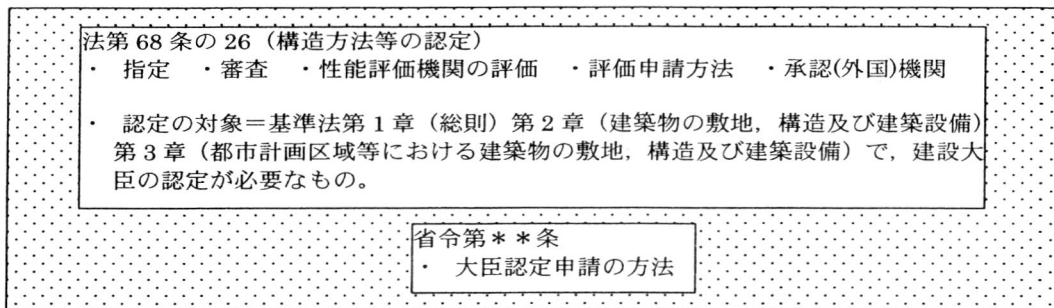 法第 68 条の 26（構造方法等の認定）
・ 指定 ・審査 ・性能評価機関の評価 ・評価申請方法 ・承認(外国)機関
・ 認定の対象＝基準法第 1 章（総則）第 2 章（建築物の敷地，構造及び建築設備）
第 3 章（都市計画区域等における建築物の敷地，構造及び建築設備）で，建設大
臣の認定が必要なもの。
省令第＊＊条
・ 大臣認定申請の方法